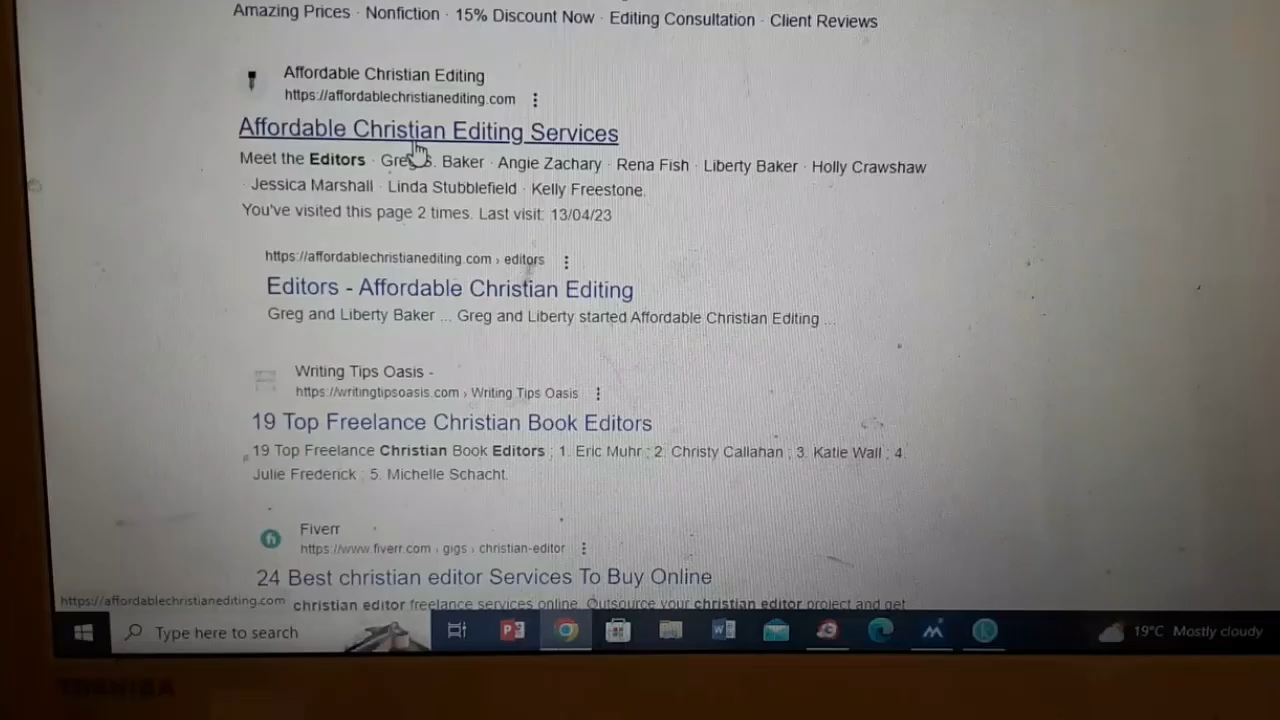 Amazing Prices · Nonfiction · 15% Discount Now · Editing Consultation · Client Reviews
Affordable Christian Editing
https://affordablechristianediting.com
Affordable Christian Editing Services
Meet the Editors · Greg S. Baker · Angie Zachary · Rena Fish · Liberty Baker · Holly Crawshaw
· Jessica Marshall · Linda Stubblefield · Kelly Freestone.
You've visited this page 2 times. Last visit: 13/04/23
https://affordablechristianediting.com › editors
Editors - Affordable Christian Editing
Greg and Liberty Baker ... Greg and Liberty started Affordable Christian Editing ...
Writing Tips Oasis -
https://writingtipsoasis.com › Writing Tips Oasis
19 Top Freelance Christian Book Editors
19 Top Freelance Christian Book Editors ; 1. Eric Muhr ; 2. Christy Callahan ; 3. Katie Wall ; 4.
Julie Frederick ; 5. Michelle Schacht.
Fiverr
https://www.fiverr.com › gigs › christian-editor
24 Best christian editor Services To Buy Online
https://affordablechristianediting.com
christian editor freelance services online. Outsource your christian editor project and get
Type here to search
19°C Mostly cloudy
TOSHIBA